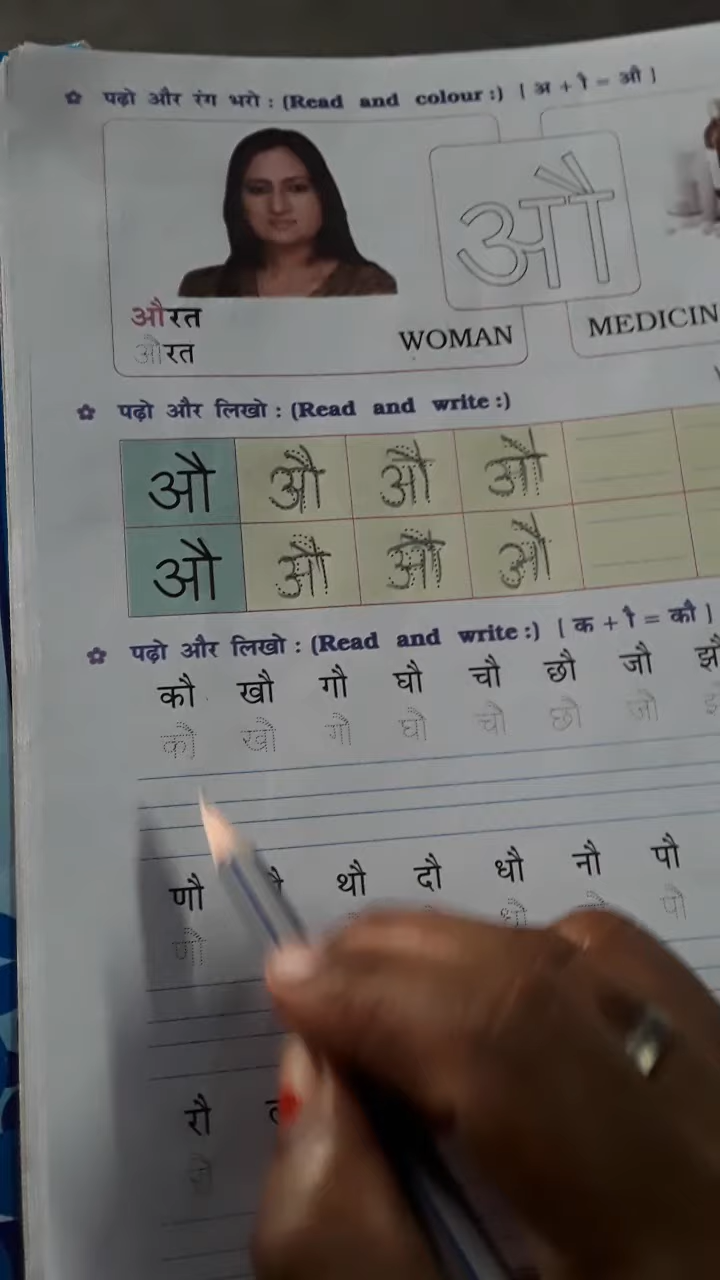 पढ़ो और रंग भरो : (Read and colour :) [ अ + ौ = औ ]
औ
औरत
औरत
WOMAN
MEDICIN
पढ़ो और लिखो : (Read and write :)
औ औ औ औ
औ औ औ औ
पढ़ो और लिखो : (Read and write :) [ क + ौ = कौ ]
कौ खौ गौ घौ चौ छौ जौ झौ
कौ खौ गौ घौ चौ छौ जौ
णौ थौ दौ धौ नौ पौ
णौ धौ पौ
रौ